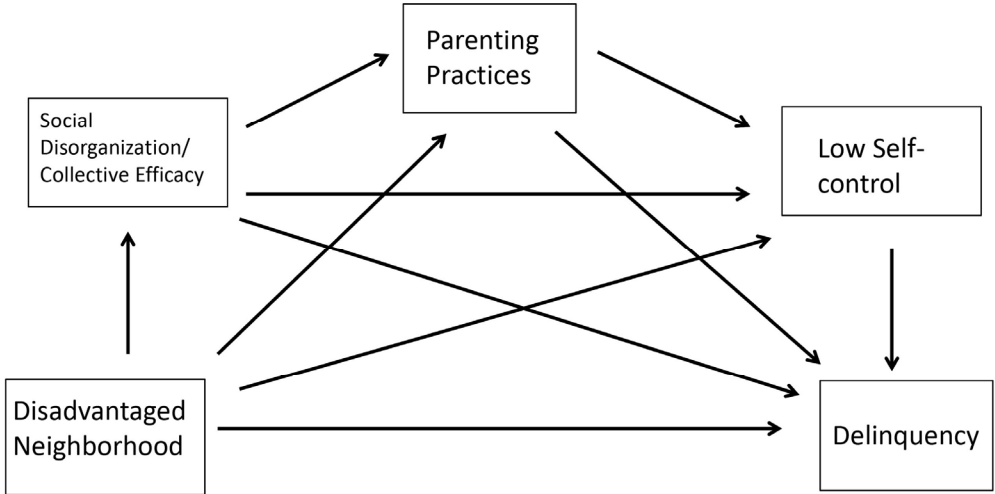 Parenting
Practices
Social
Disorganization/
Collective Efficacy
Low Self-
control
Disadvantaged
Neighborhood
Delinquency